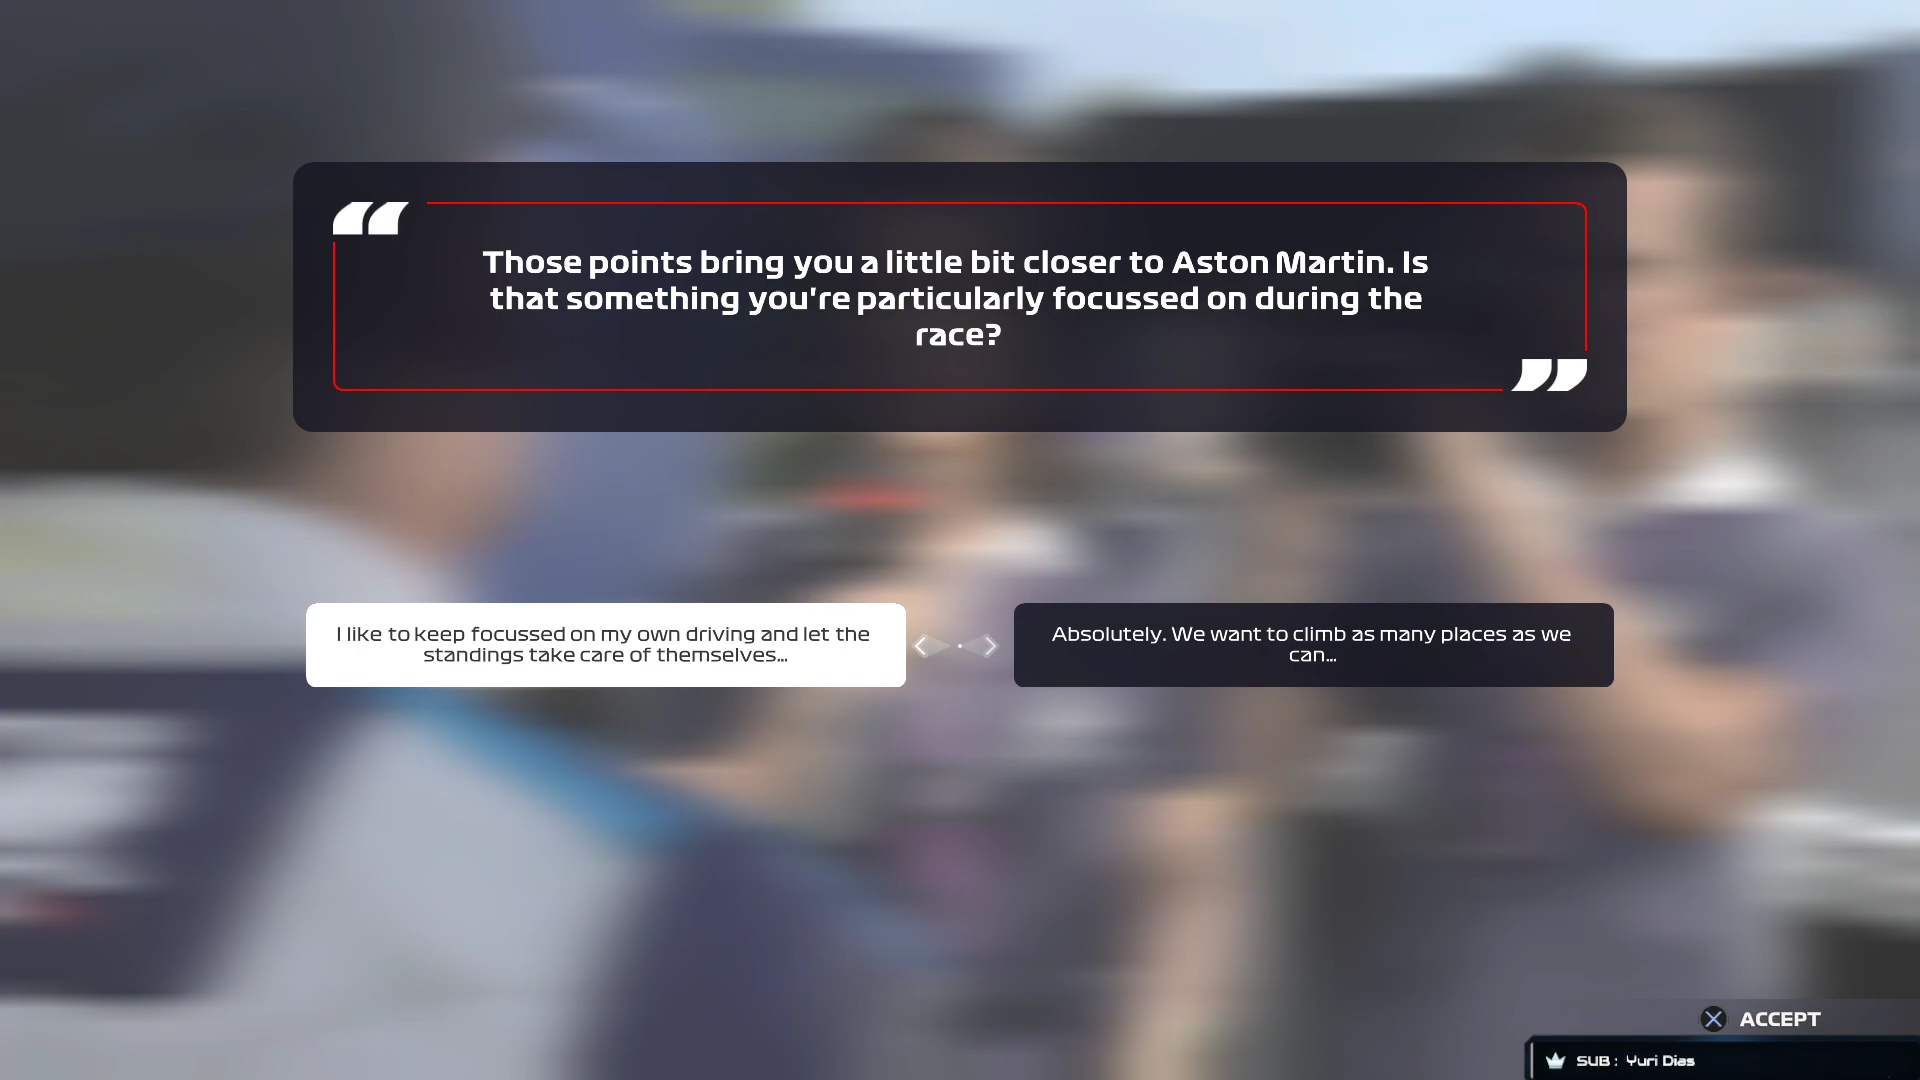 Those points bring you a little bit closer to Aston Martin. Is
that something you're particularly focussed on during the
race?
I like to keep focussed on my own driving and let the
standings take care of themselves...
Absolutely. We want to climb as many places as we
can...
ACCEPT
SUB : Yuri Dias